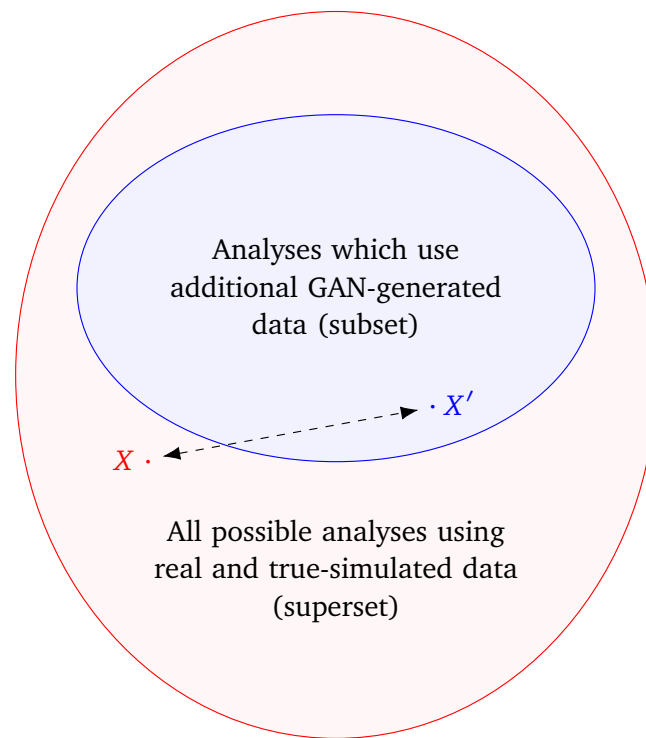 Analyses which use
additional GAN-generated
data (subset)
· X′
X ·
All possible analyses using
real and true-simulated data
(superset)